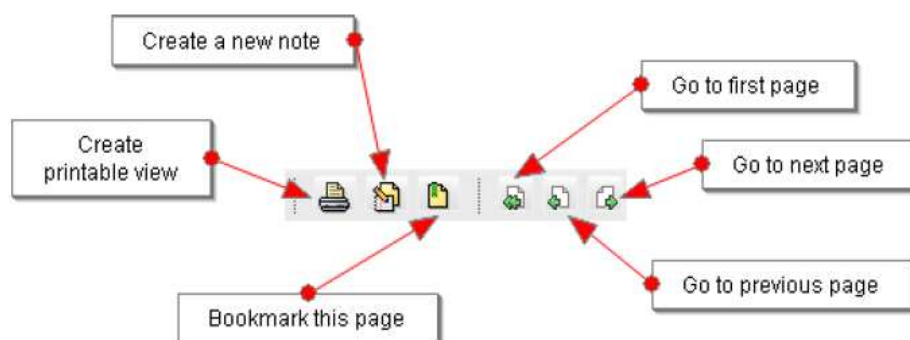 Create a new note
Go to first page
Create
printable view
Go to next page
Go to previous page
Bookmark this page